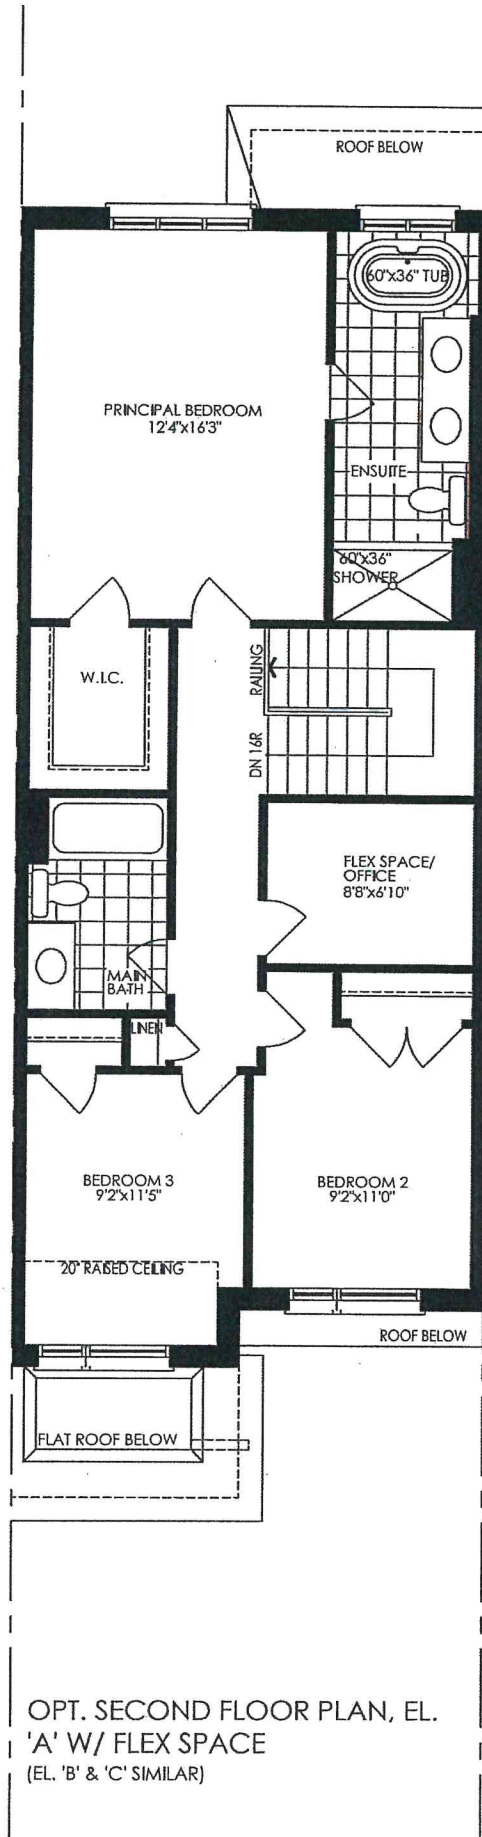 ROOF BELOW
60"x36" TUB
PRINCIPAL BEDROOM
12'4"x16'3"
ENSUITE
60"x36"
SHOWER
W.I.C.
RAILING
DN 16R
FLEX SPACE/
OFFICE
8'8"x6'10"
MAIN
BATH
LINEN
BEDROOM 3
9'2"x11'5"
BEDROOM 2
9'2"x11'0"
20" RAISED CEILING
ROOF BELOW
FLAT ROOF BELOW
OPT. SECOND FLOOR PLAN, EL.
'A' W/ FLEX SPACE
(EL. 'B' & 'C' SIMILAR)